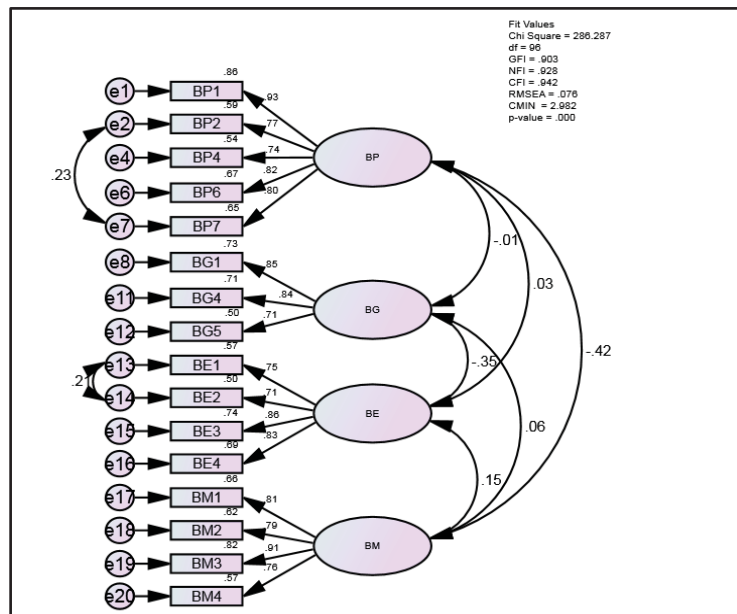 Fit Values
Chi Square = 286.287
df = 96
GFI = .903
NFI = .928
CFI = .942
RMSEA = .076
CMIN = 2.982
p-value = .000
.86
e1 BP1 .93
.59
e2 BP2 .77
.54
e4 BP4 .74
.67
e6 BP6 .82
.65
e7 BP7 .80
.23
BP
.73
e8 BG1 .85
.71
e11 BG4 .84
.50
e12 BG5 .71
BG
.57
e13 BE1 .75
.50
e14 BE2 .71
.21
.74
e15 BE3 .86
.69
e16 BE4 .83
BE
.66
e17 BM1 .81
.62
e18 BM2 .79
.82
e19 BM3 .91
.57
e20 BM4 .76
BM
-.01
.03
-.42
-.35
.06
.15